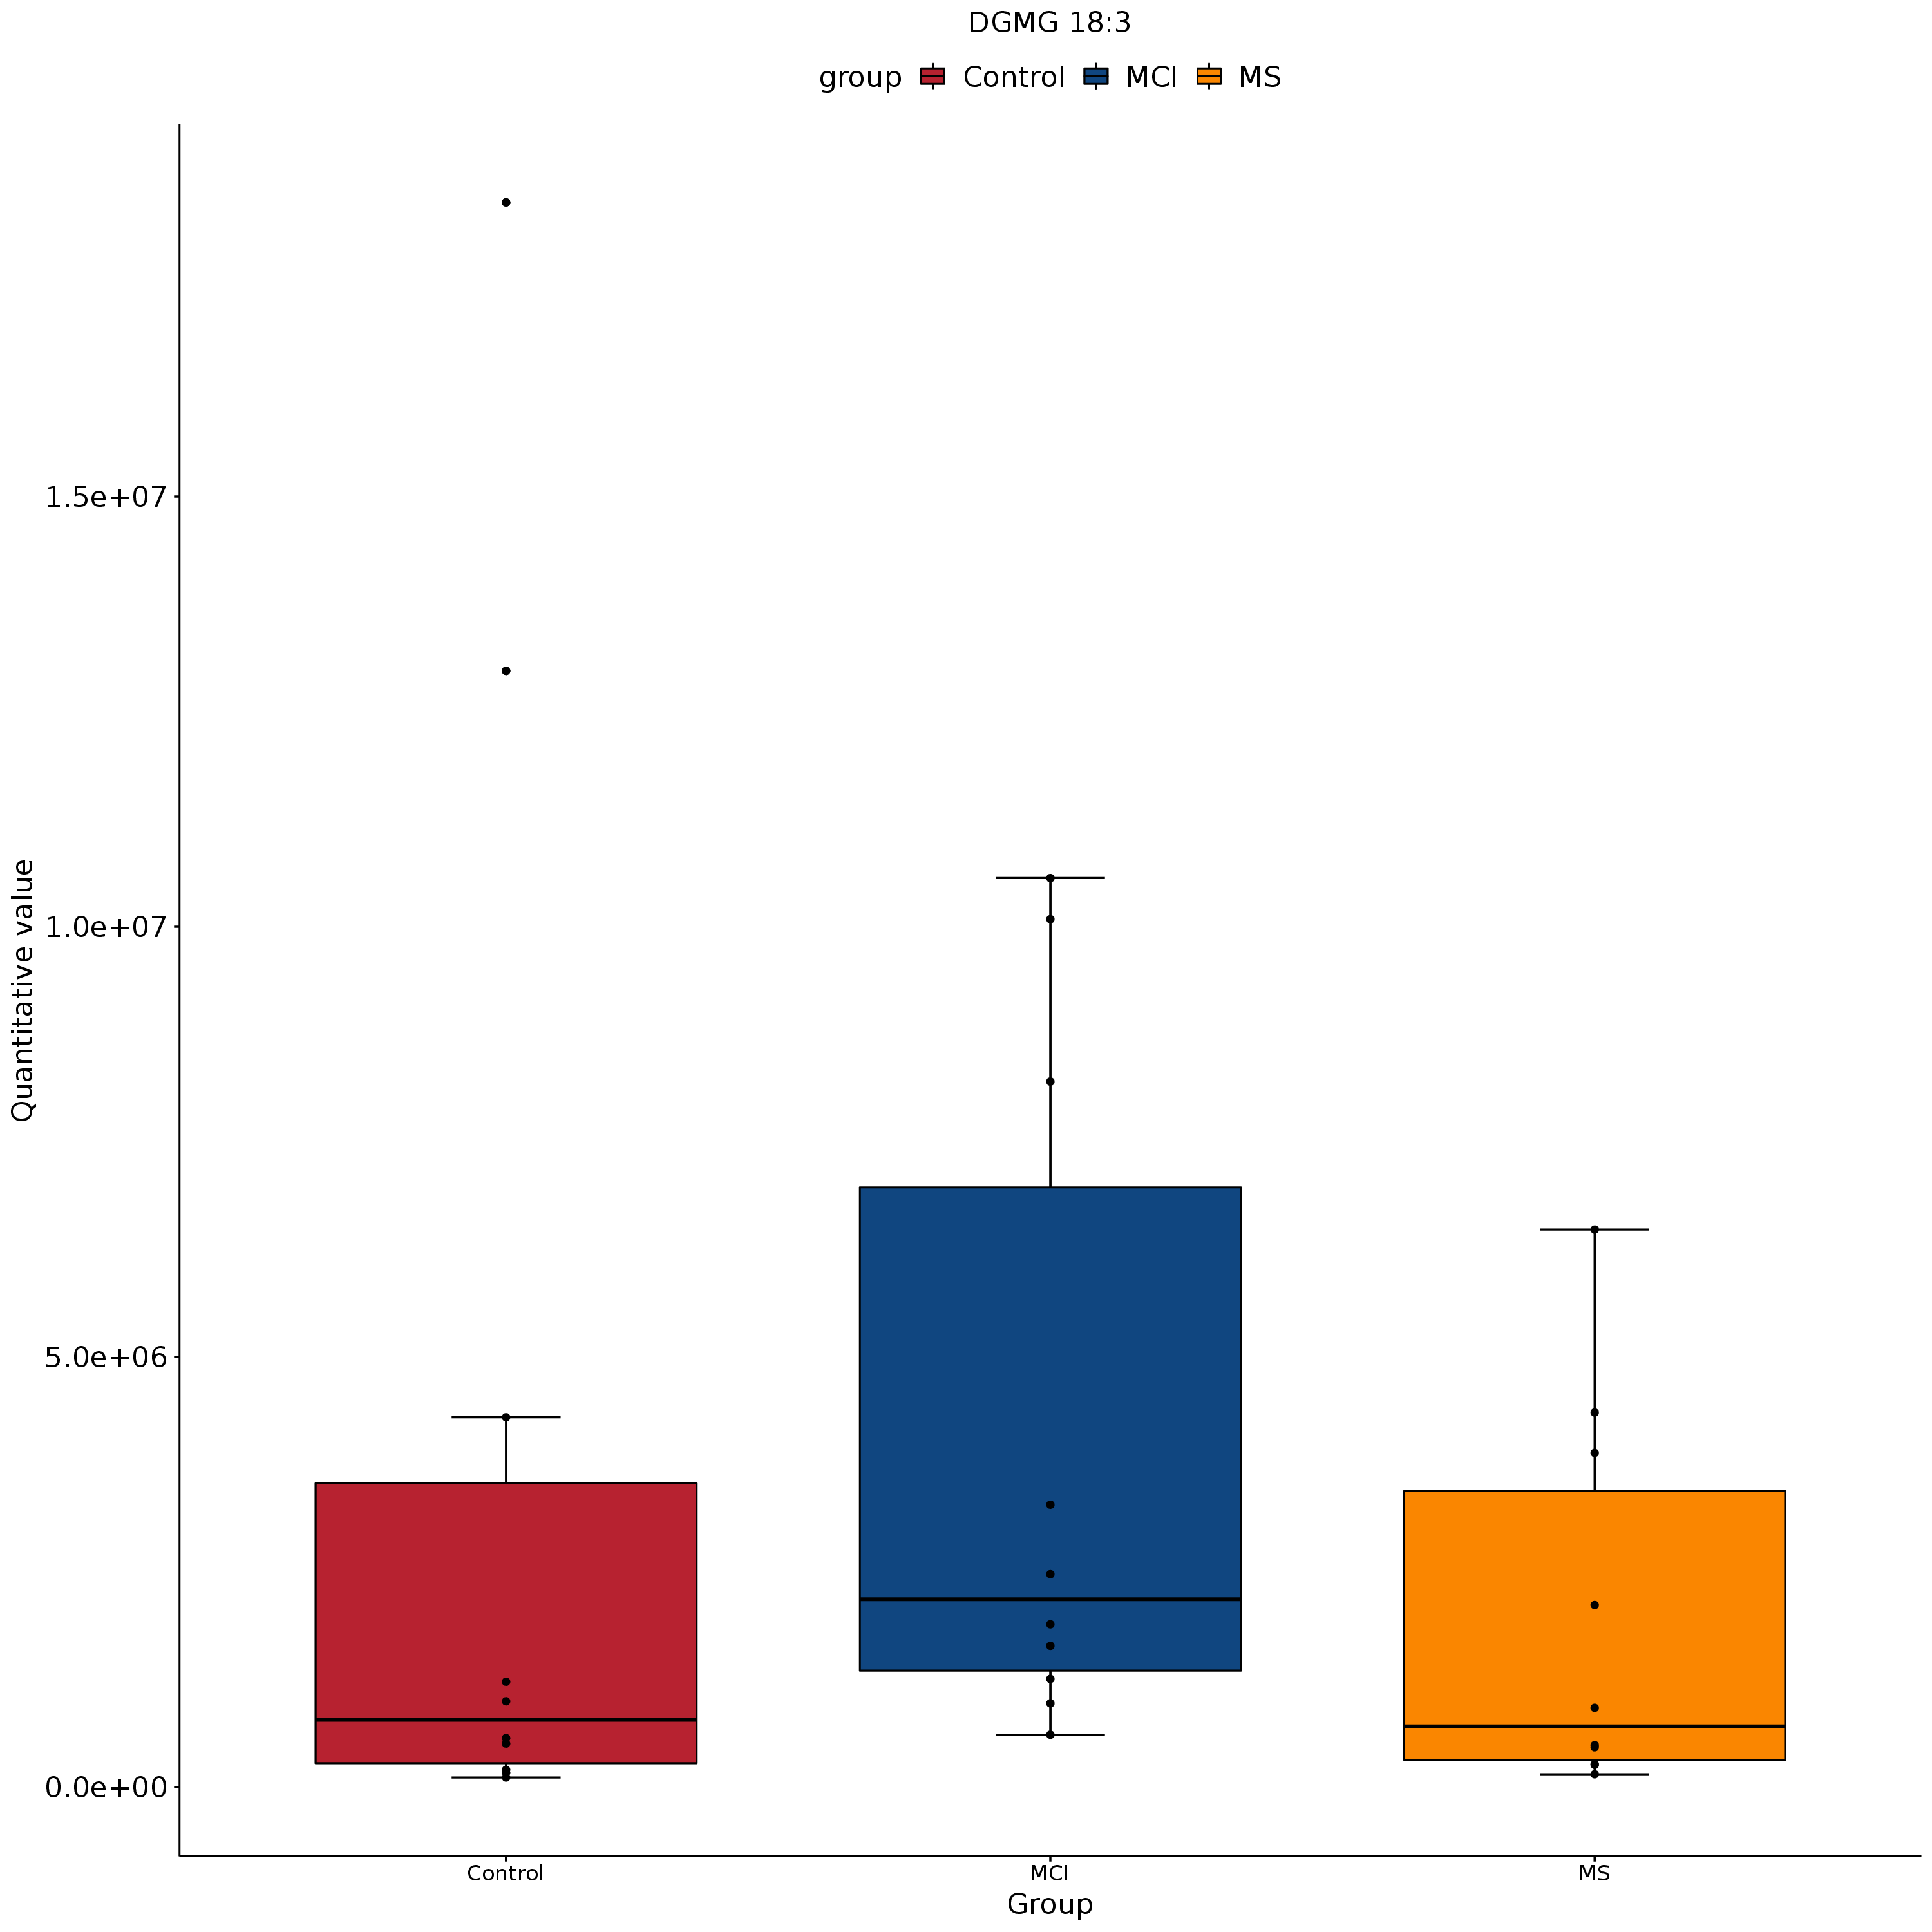 DGMG 18:3
group Control MCI MS
Quantitative value
1.5e+07
1.0e+07
5.0e+06
0.0e+00
Control MCI MS
Group